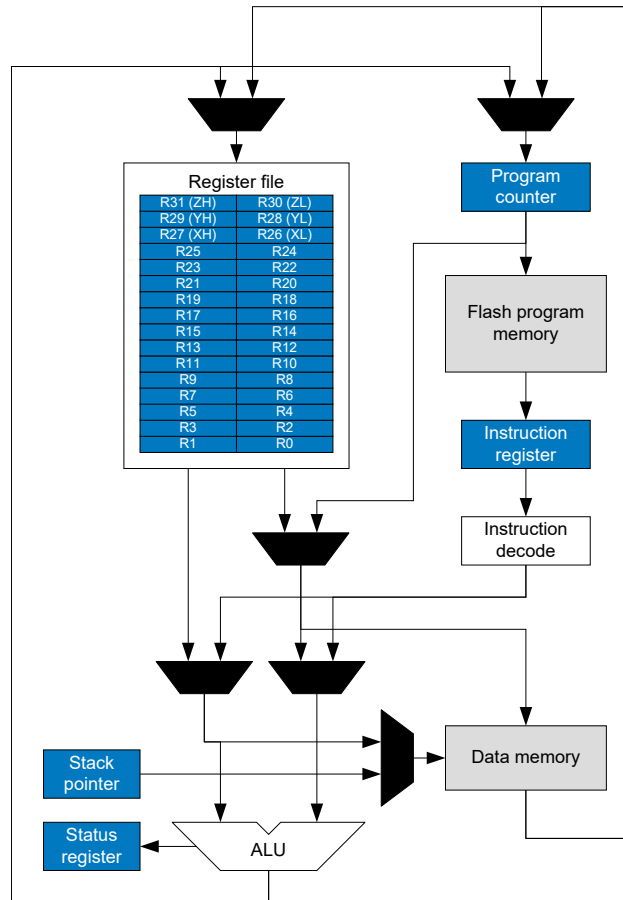 Register file
R31 (ZH) R30 (ZL)
R29 (YH) R28 (YL)
R27 (XH) R26 (XL)
R25 R24
R23 R22
R21 R20
R19 R18
R17 R16
R15 R14
R13 R12
R11 R10
R9 R8
R7 R6
R5 R4
R3 R2
R1 R0
Program
counter
Flash program
memory
Instruction
register
Instruction
decode
Stack
pointer
Data memory
Status
register
ALU